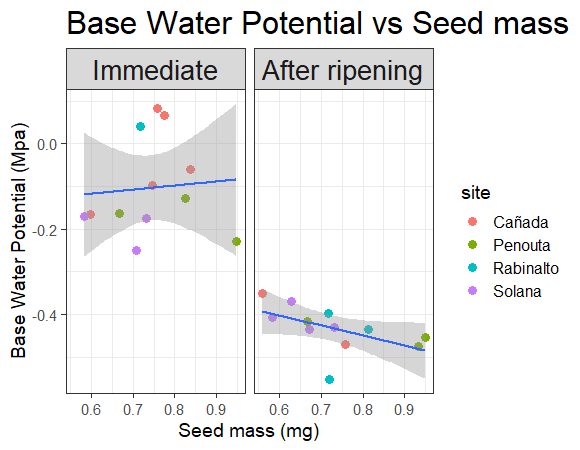 Base Water Potential vs Seed mass
Immediate
After ripening
Base Water Potential (Mpa)
0.0
-0.2
-0.4
0.6 0.7 0.8 0.9
0.6 0.7 0.8 0.9
Seed mass (mg)
site
Cañada
Penouta
Rabinalto
Solana